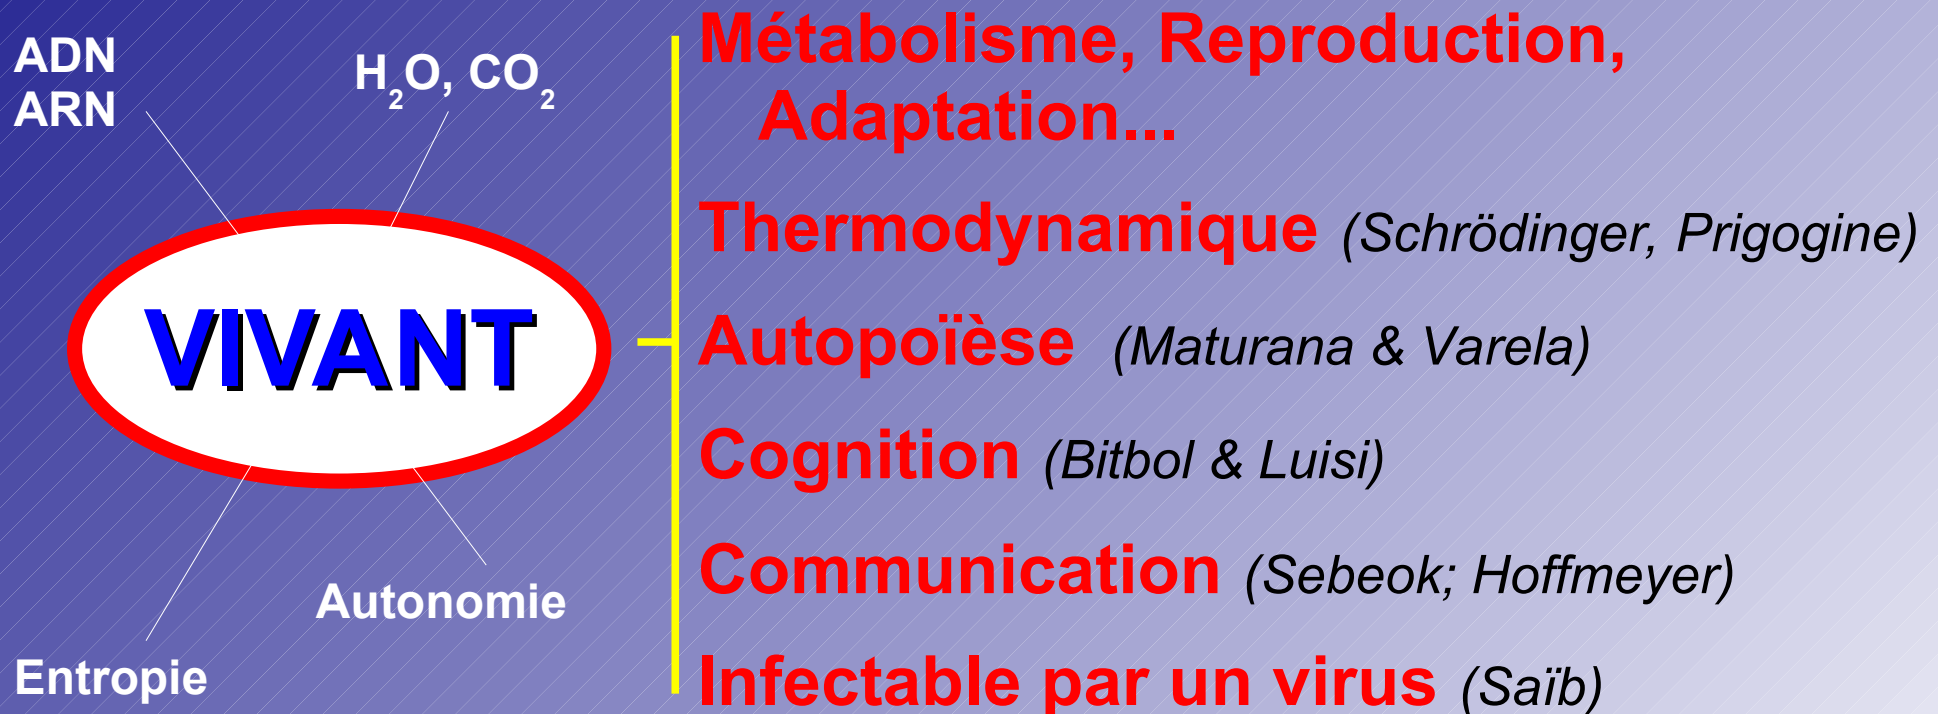 ADN
ARN
H₂O, CO₂
VIVANT
Autonomie
Entropie
Métabolisme, Reproduction,
Adaptation...
Thermodynamique (Schrödinger, Prigogine)
Autopoïèse (Maturana & Varela)
Cognition (Bitbol & Luisi)
Communication (Sebeok; Hoffmeyer)
Infectable par un virus (Saïb)